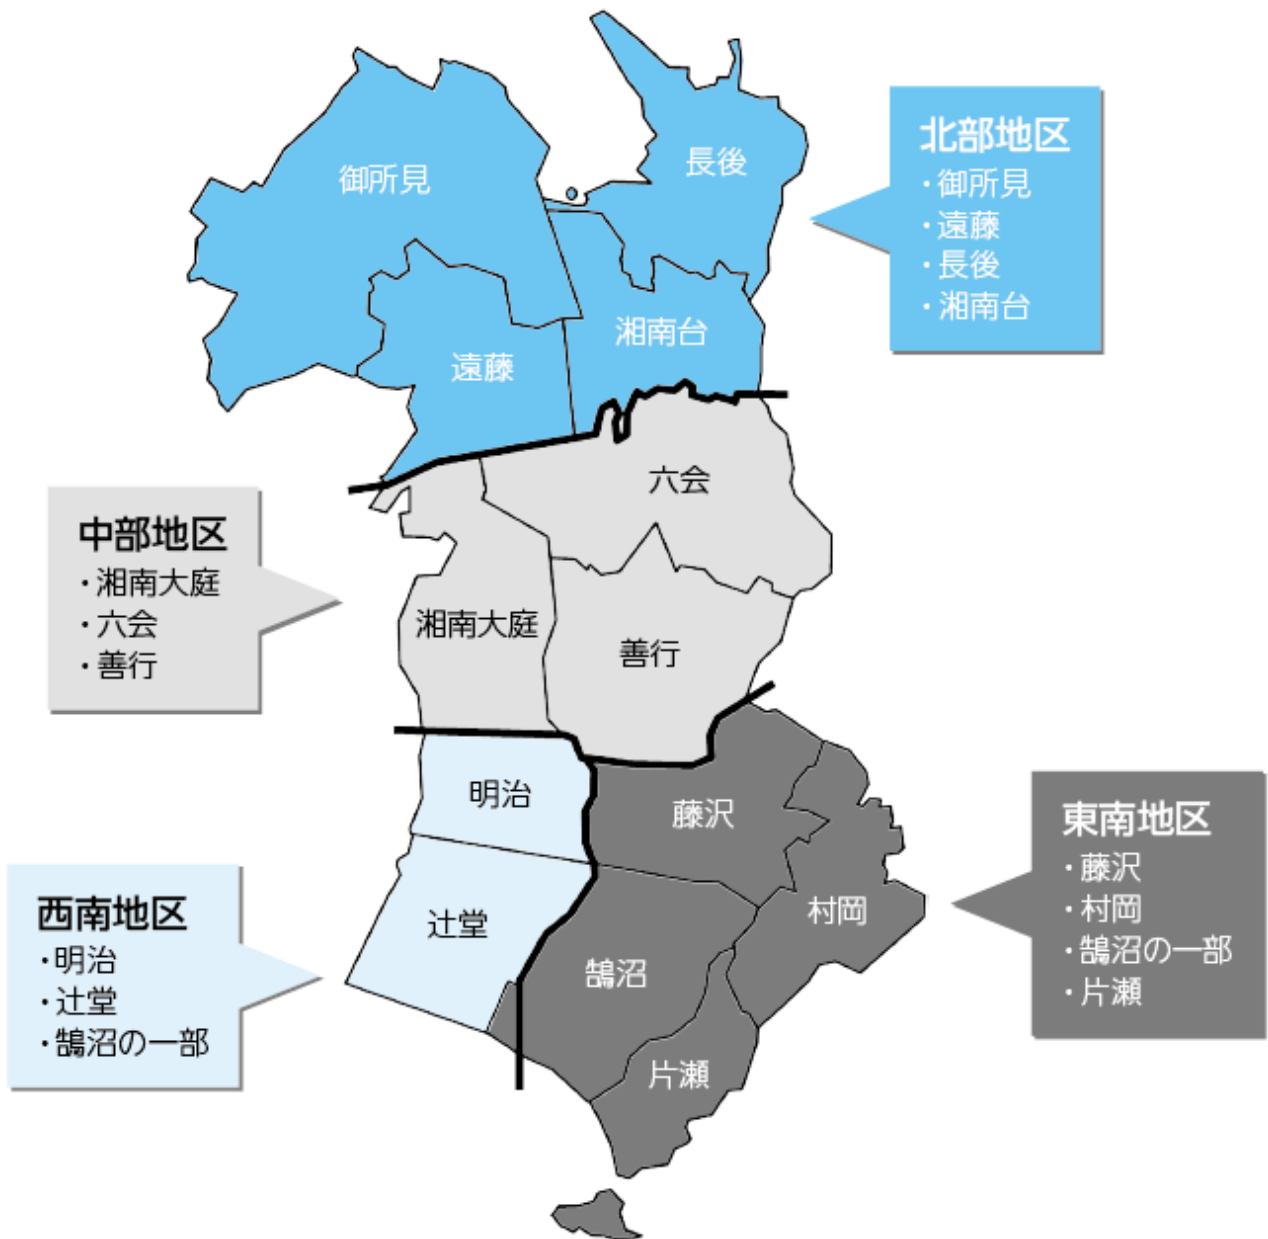 北部地区
・御所見
・遠藤
・長後
・湘南台
御所見
長後
湘南台
遠藤
中部地区
・湘南大庭
・六会
・善行
六会
湘南大庭
善行
明治
藤沢
村岡
辻堂
鵠沼
片瀬
東南地区
・藤沢
・村岡
・鵠沼の一部
・片瀬
西南地区
・明治
・辻堂
・鵠沼の一部